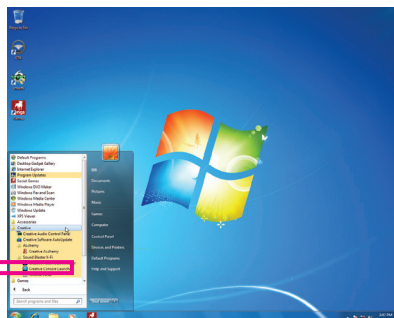 Default Programs
Desktop Gadget Gallery
Internet Explorer
Program Updates
Social Games
Windows DVD Maker
Windows Fax and Scan
Windows Media Center
Windows Media Player
Windows Update
XPS Viewer
Accessories
Creative
Creative Audio Control Panel
Creative Software AutoUpdate
ALchemy
Creative ALchemy
Sound Blaster X-Fi
Creative Console Launch
Games
Back
Search programs and files
Documents
Pictures
Music
Games
Computer
Control Panel
Devices and Printers
Default Programs
Help and Support
Shut down